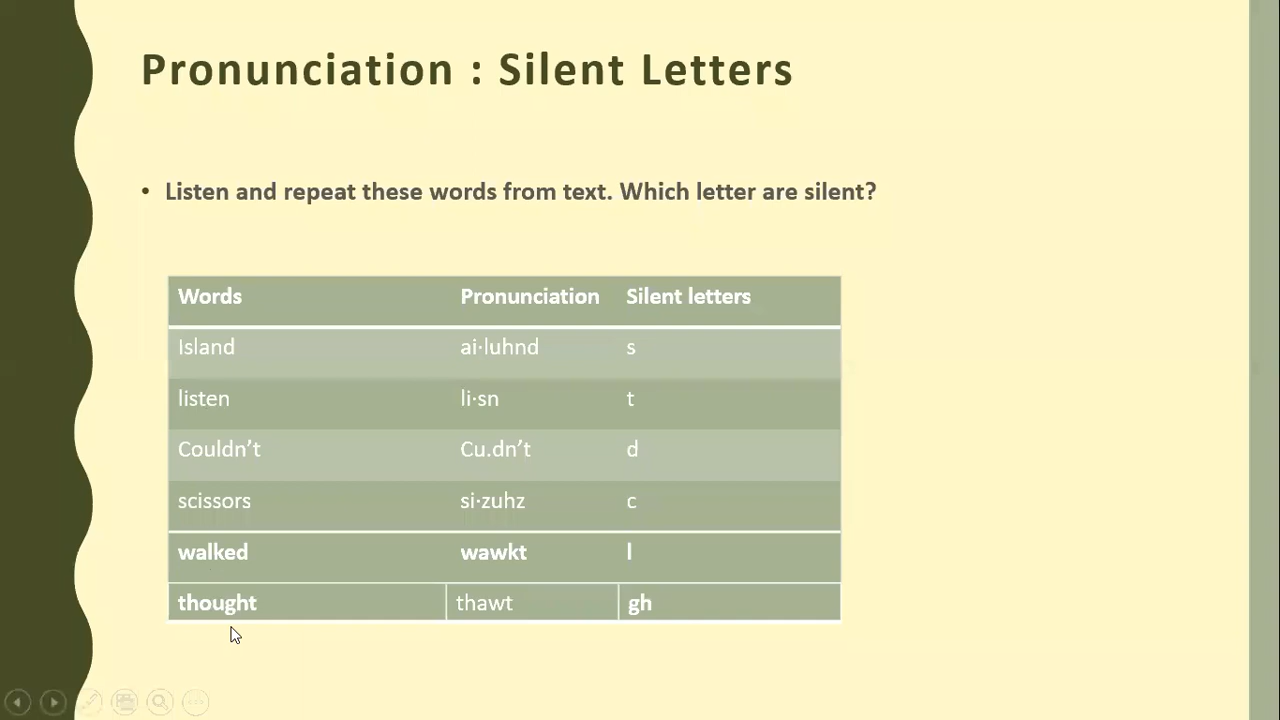 Pronunciation : Silent Letters
• Listen and repeat these words from text. Which letter are silent?
Words Pronunciation Silent letters
Island ai·luhnd s
listen li·sn t
Couldn’t Cu.dn’t d
scissors si·zuhz c
walked wawkt l
thought thawt gh